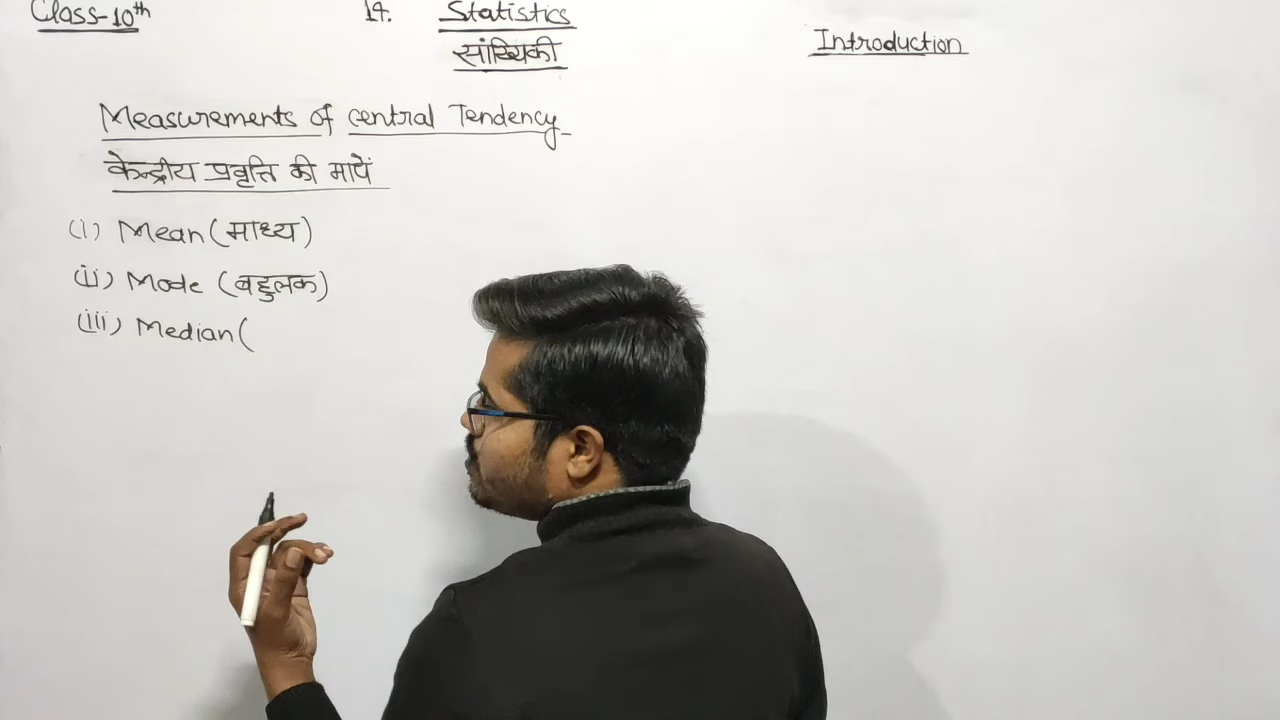 Class-10th
14. Statistics
सांख्यिकी
Introduction
Measurements of central Tendency
केन्द्रीय प्रवृत्ति की मापें
(i) Mean (माध्य)
(ii) Mode (बहुलक)
(iii) Median (